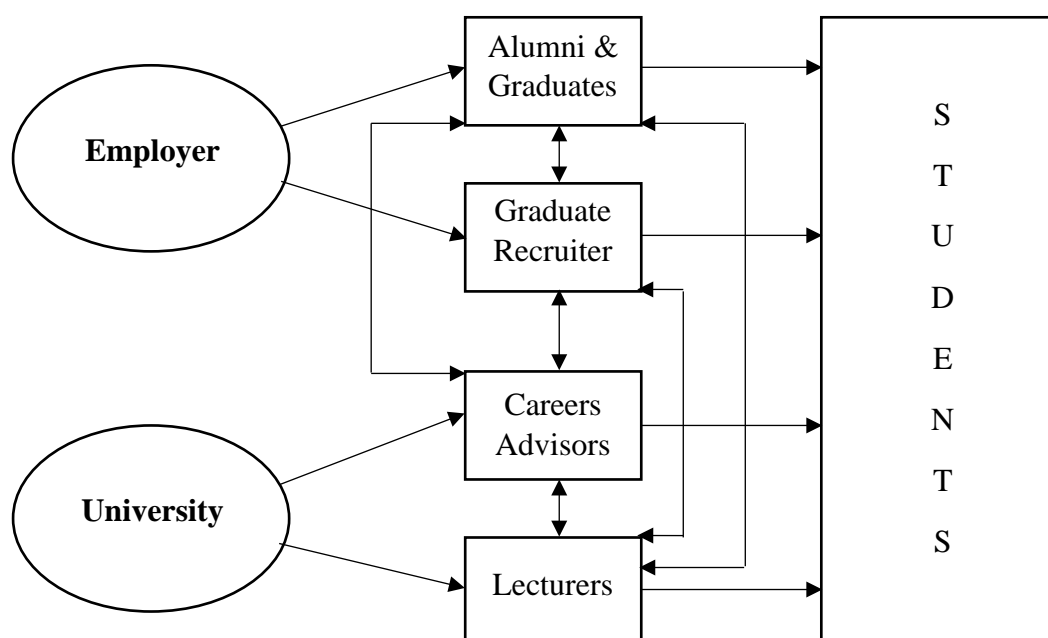 Alumni &
Graduates
Employer
Graduate
Recruiter
Careers
Advisors
University
Lecturers
S
T
U
D
E
N
T
S